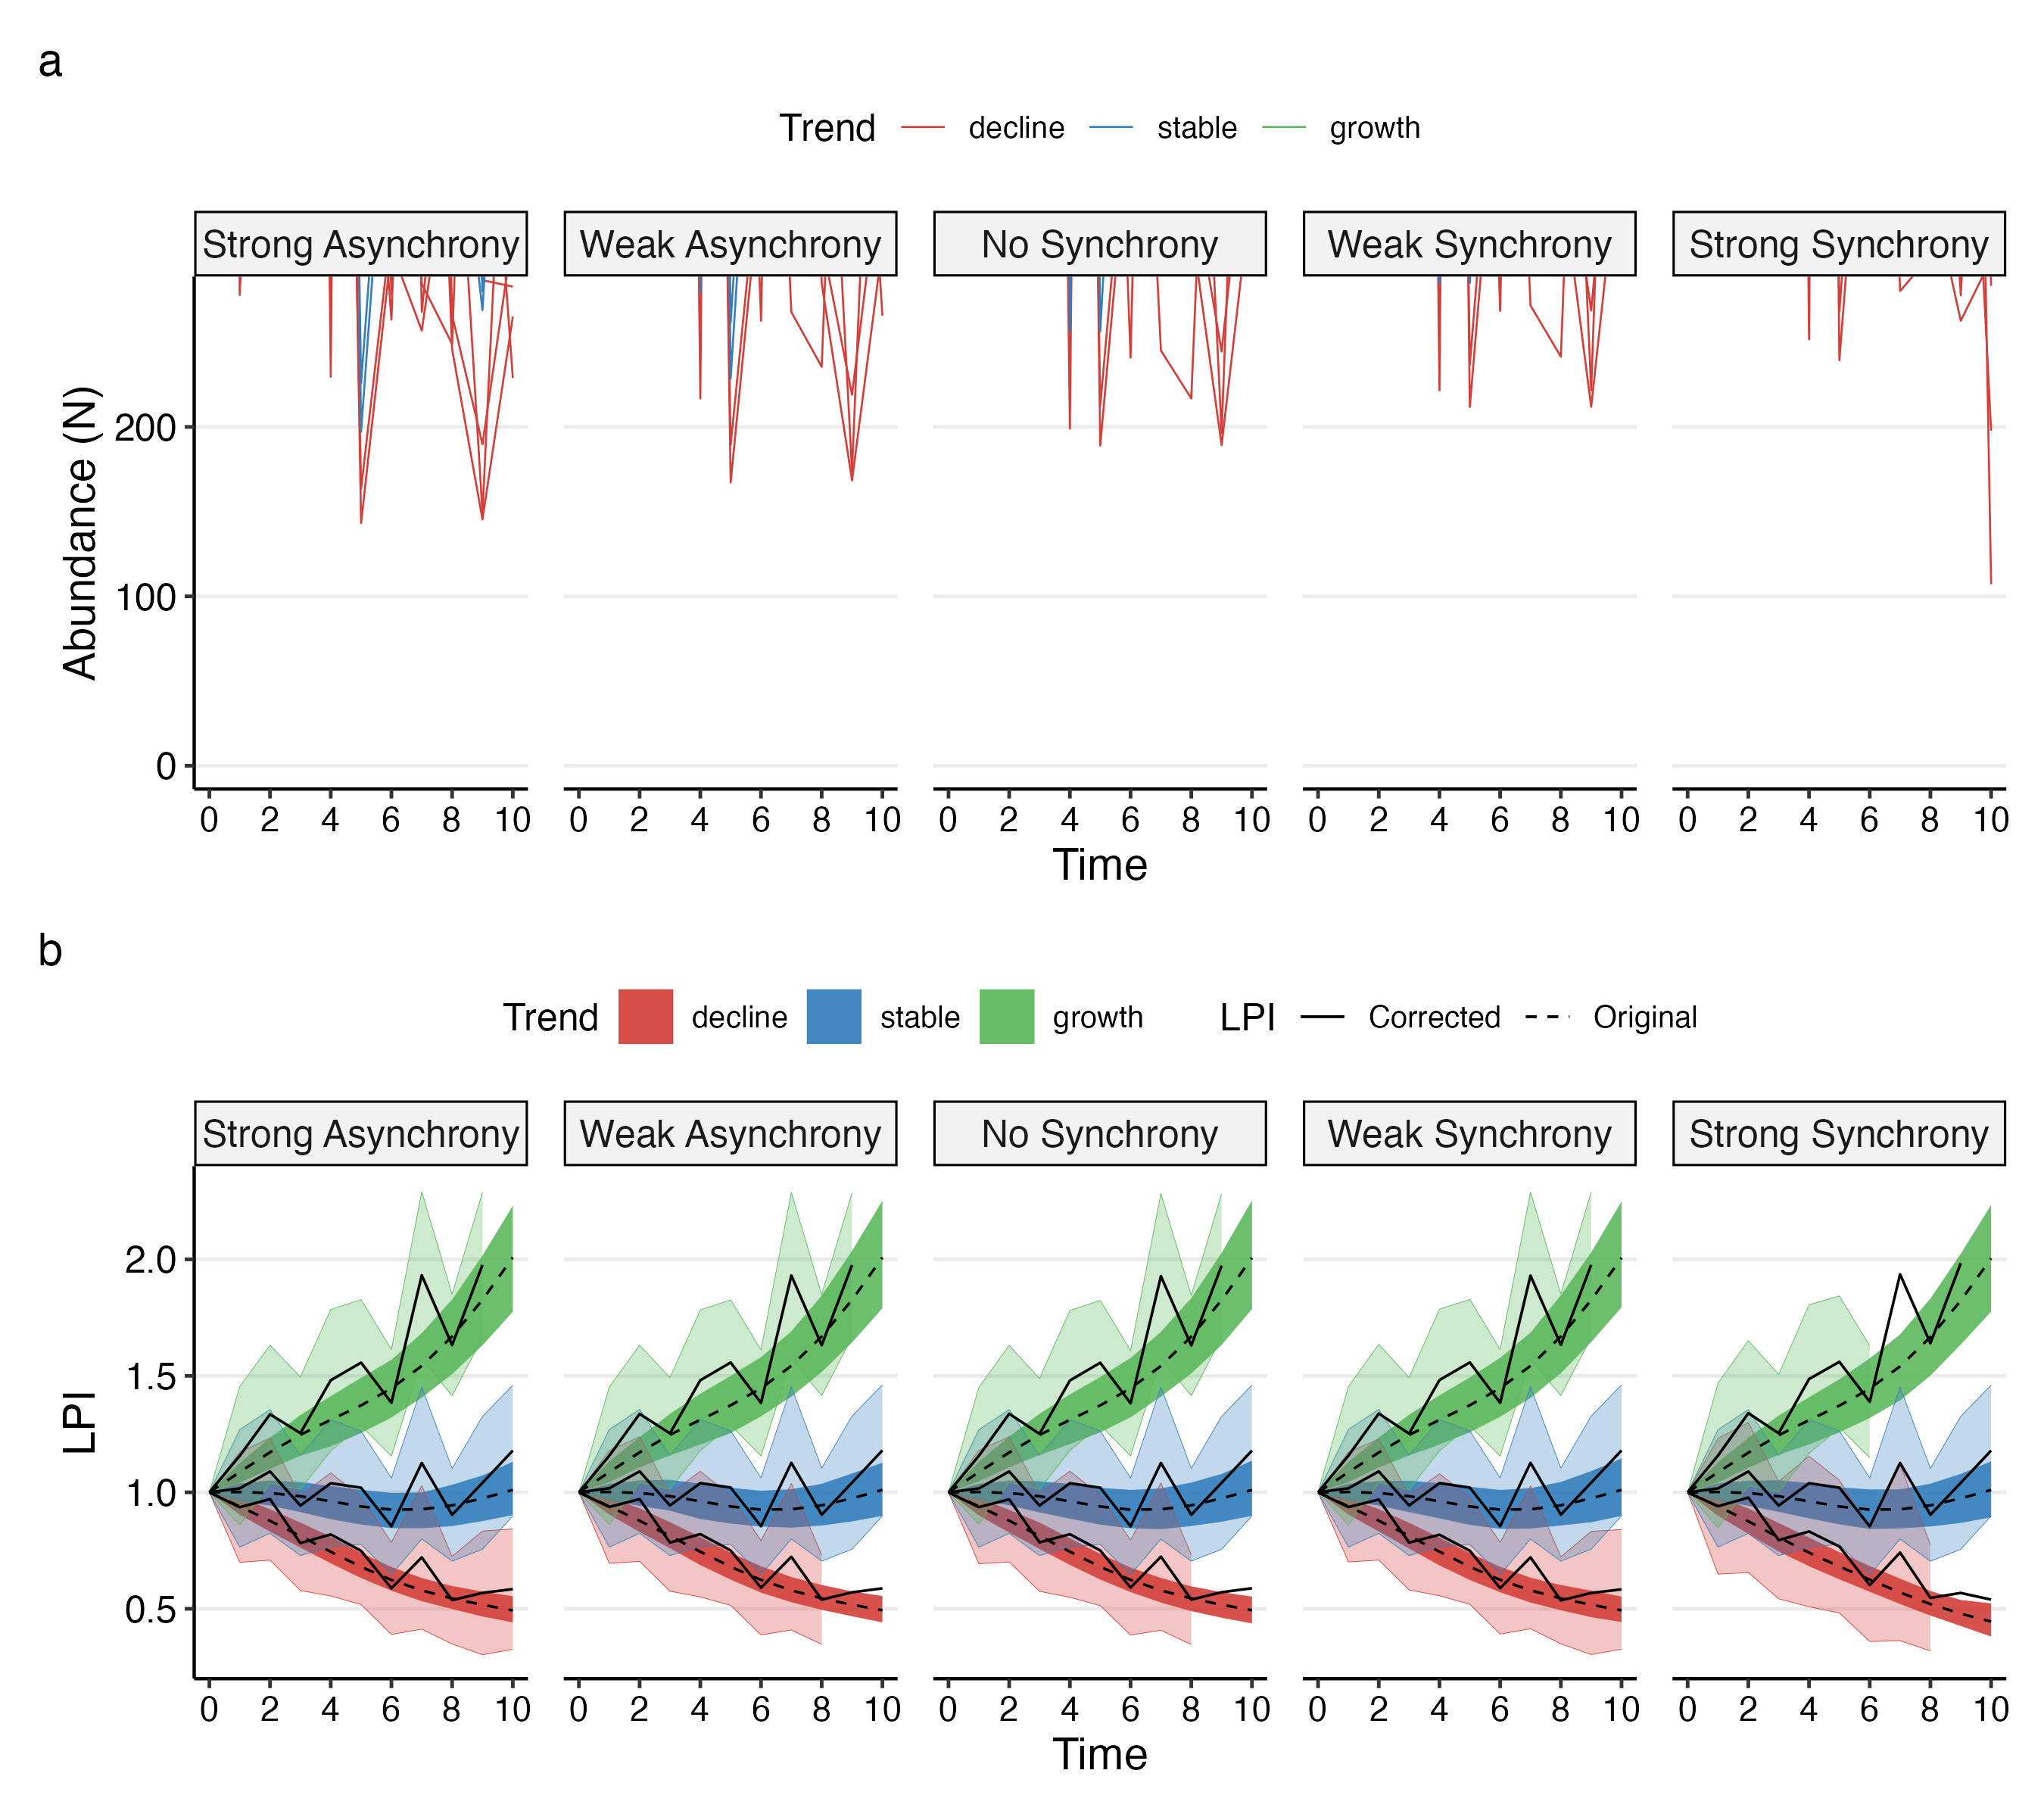 a
Trend decline stable growth
Strong Asynchrony Weak Asynchrony No Synchrony Weak Synchrony Strong Synchrony
Abundance (N)
200
100
0
0 2 4 6 8 10 0 2 4 6 8 10 0 2 4 6 8 10 0 2 4 6 8 10 0 2 4 6 8 10
Time
b
Trend decline stable growth LPI Corrected Original
Strong Asynchrony Weak Asynchrony No Synchrony Weak Synchrony Strong Synchrony
LPI
2.0
1.5
1.0
0.5
0 2 4 6 8 10 0 2 4 6 8 10 0 2 4 6 8 10 0 2 4 6 8 10 0 2 4 6 8 10
Time